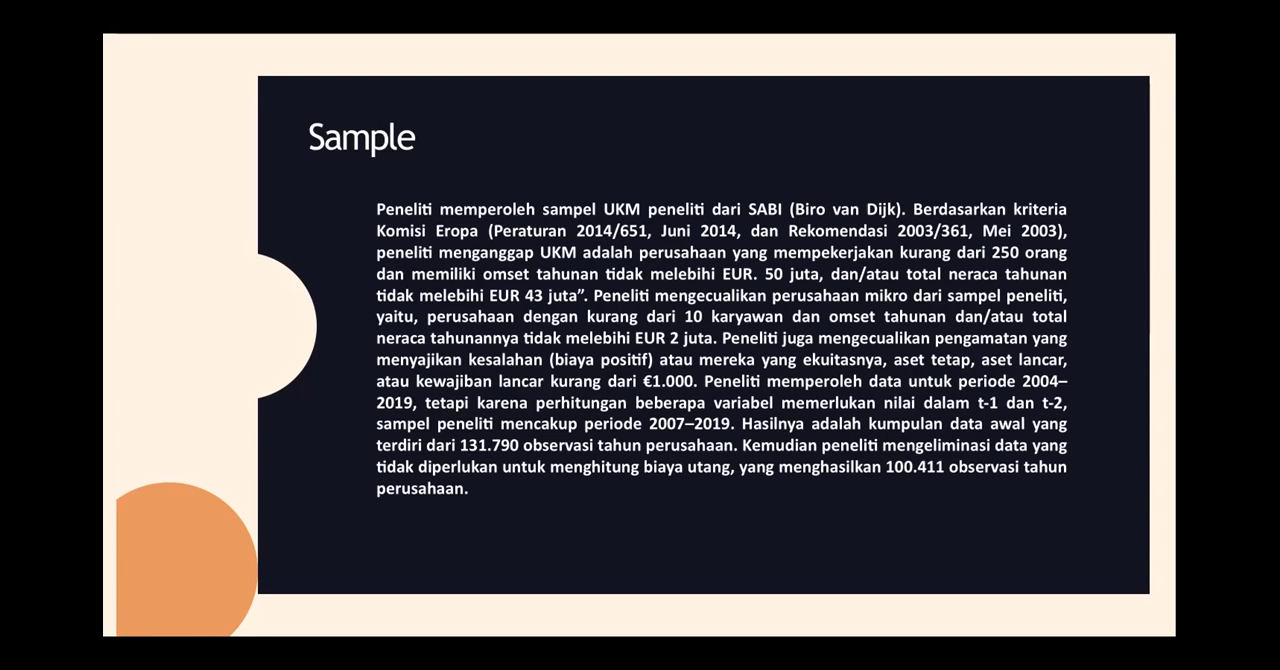 Sample
Peneliti memperoleh sampel UKM peneliti dari SABI (Biro van Dijk). Berdasarkan kriteria
Komisi Eropa (Peraturan 2014/651, Juni 2014, dan Rekomendasi 2003/361, Mei 2003),
peneliti menganggap UKM adalah perusahaan yang mempekerjakan kurang dari 250 orang
dan memiliki omset tahunan tidak melebihi EUR. 50 juta, dan/atau total neraca tahunan
tidak melebihi EUR 43 juta”. Peneliti mengecualikan perusahaan mikro dari sampel peneliti,
yaitu, perusahaan dengan kurang dari 10 karyawan dan omset tahunan dan/atau total
neraca tahunannya tidak melebihi EUR 2 juta. Peneliti juga mengecualikan pengamatan yang
menyajikan kesalahan (biaya positif) atau mereka yang ekuitasnya, aset tetap, aset lancar,
atau kewajiban lancar kurang dari €1.000. Peneliti memperoleh data untuk periode 2004–
2019, tetapi karena perhitungan beberapa variabel memerlukan nilai dalam t-1 dan t-2,
sampel peneliti mencakup periode 2007–2019. Hasilnya adalah kumpulan data awal yang
terdiri dari 131.790 observasi tahun perusahaan. Kemudian peneliti mengeliminasi data yang
tidak diperlukan untuk menghitung biaya utang, yang menghasilkan 100.411 observasi tahun
perusahaan.